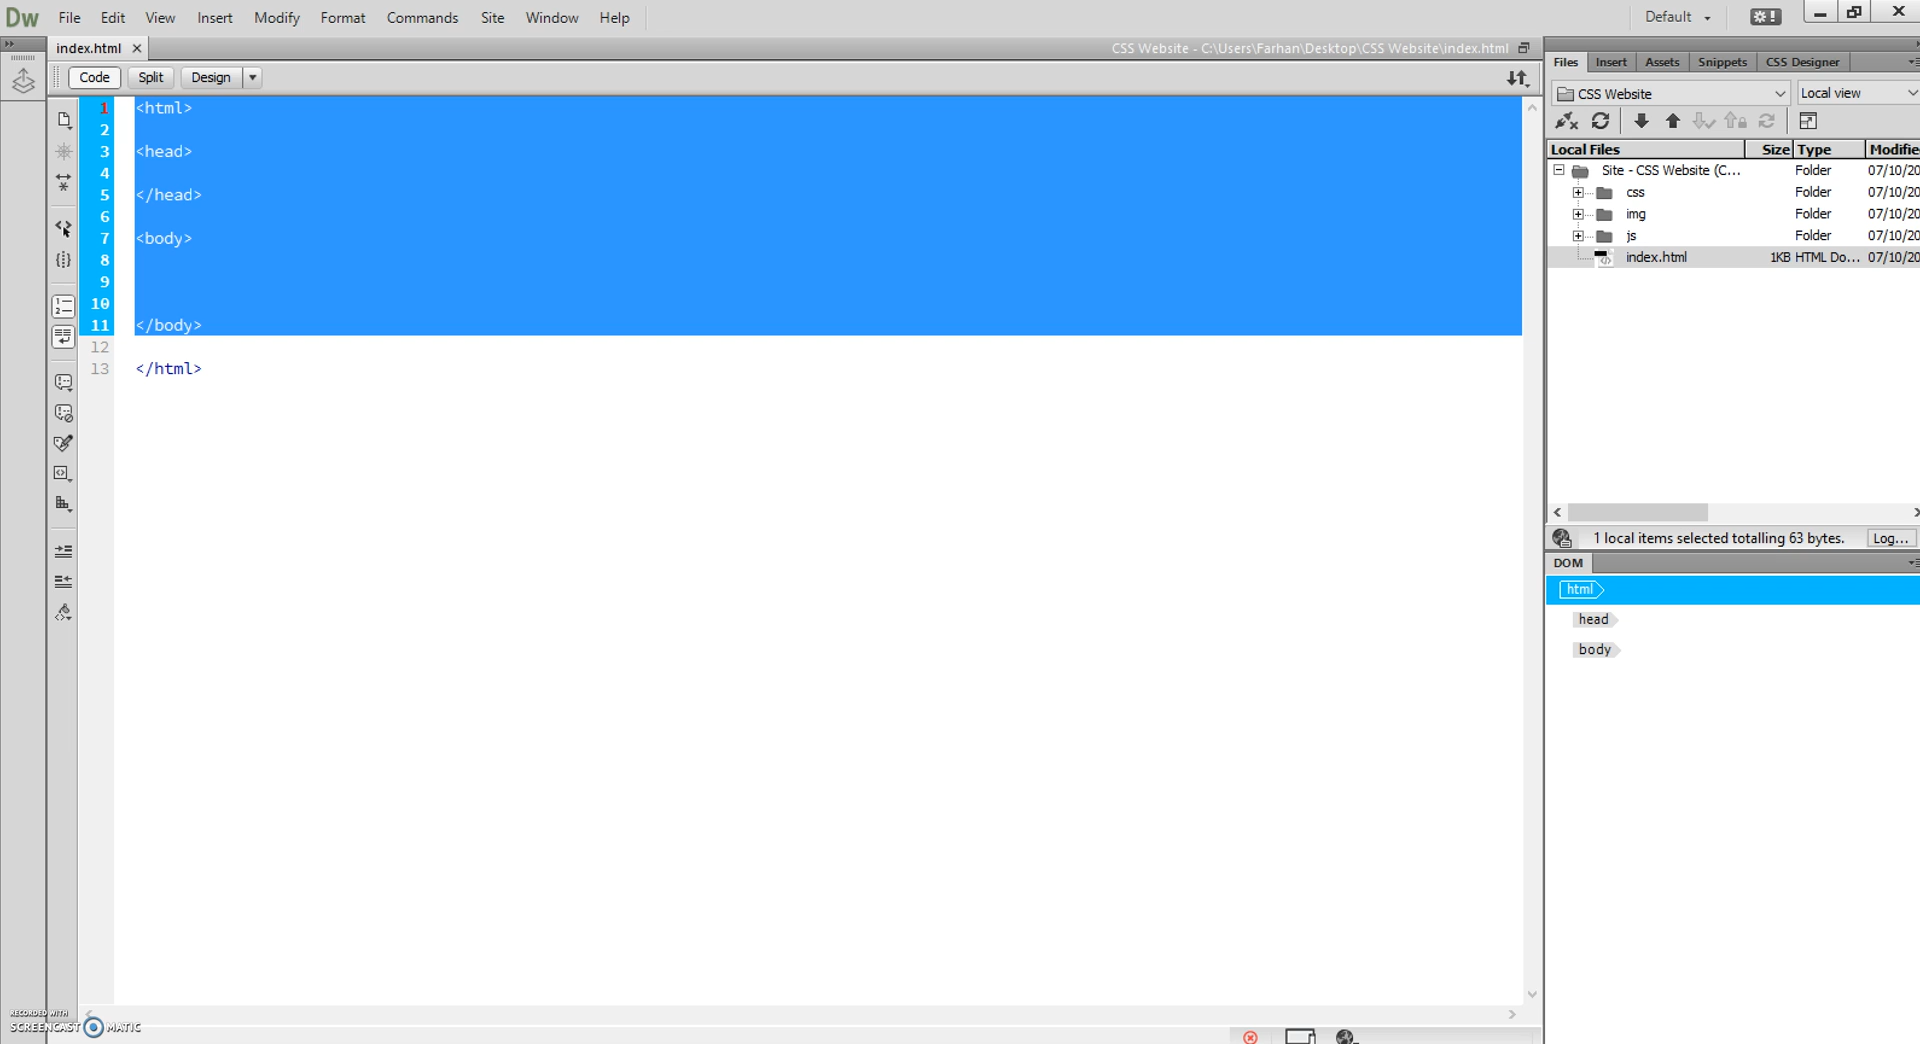 Dw File Edit View Insert Modify Format Commands Site Window Help Default
index.html CSS Website - C:\Users\Farhan\Desktop\CSS Website\index.html
Code Split Design
1 <html>
2
3 <head>
4
5 </head>
6
7 <body>
8
9
10
11 </body>
12
13 </html>
Files Insert Assets Snippets CSS Designer
CSS Website Local view
Local Files Size Type Modifie
Site - CSS Website (C... Folder 07/10/20
css Folder 07/10/20
img Folder 07/10/20
js Folder 07/10/20
index.html 1KB HTML Do... 07/10/20
1 local items selected totalling 63 bytes. Log...
DOM
html
head
body
RECORDED WITH
SCREENCAST MATIC